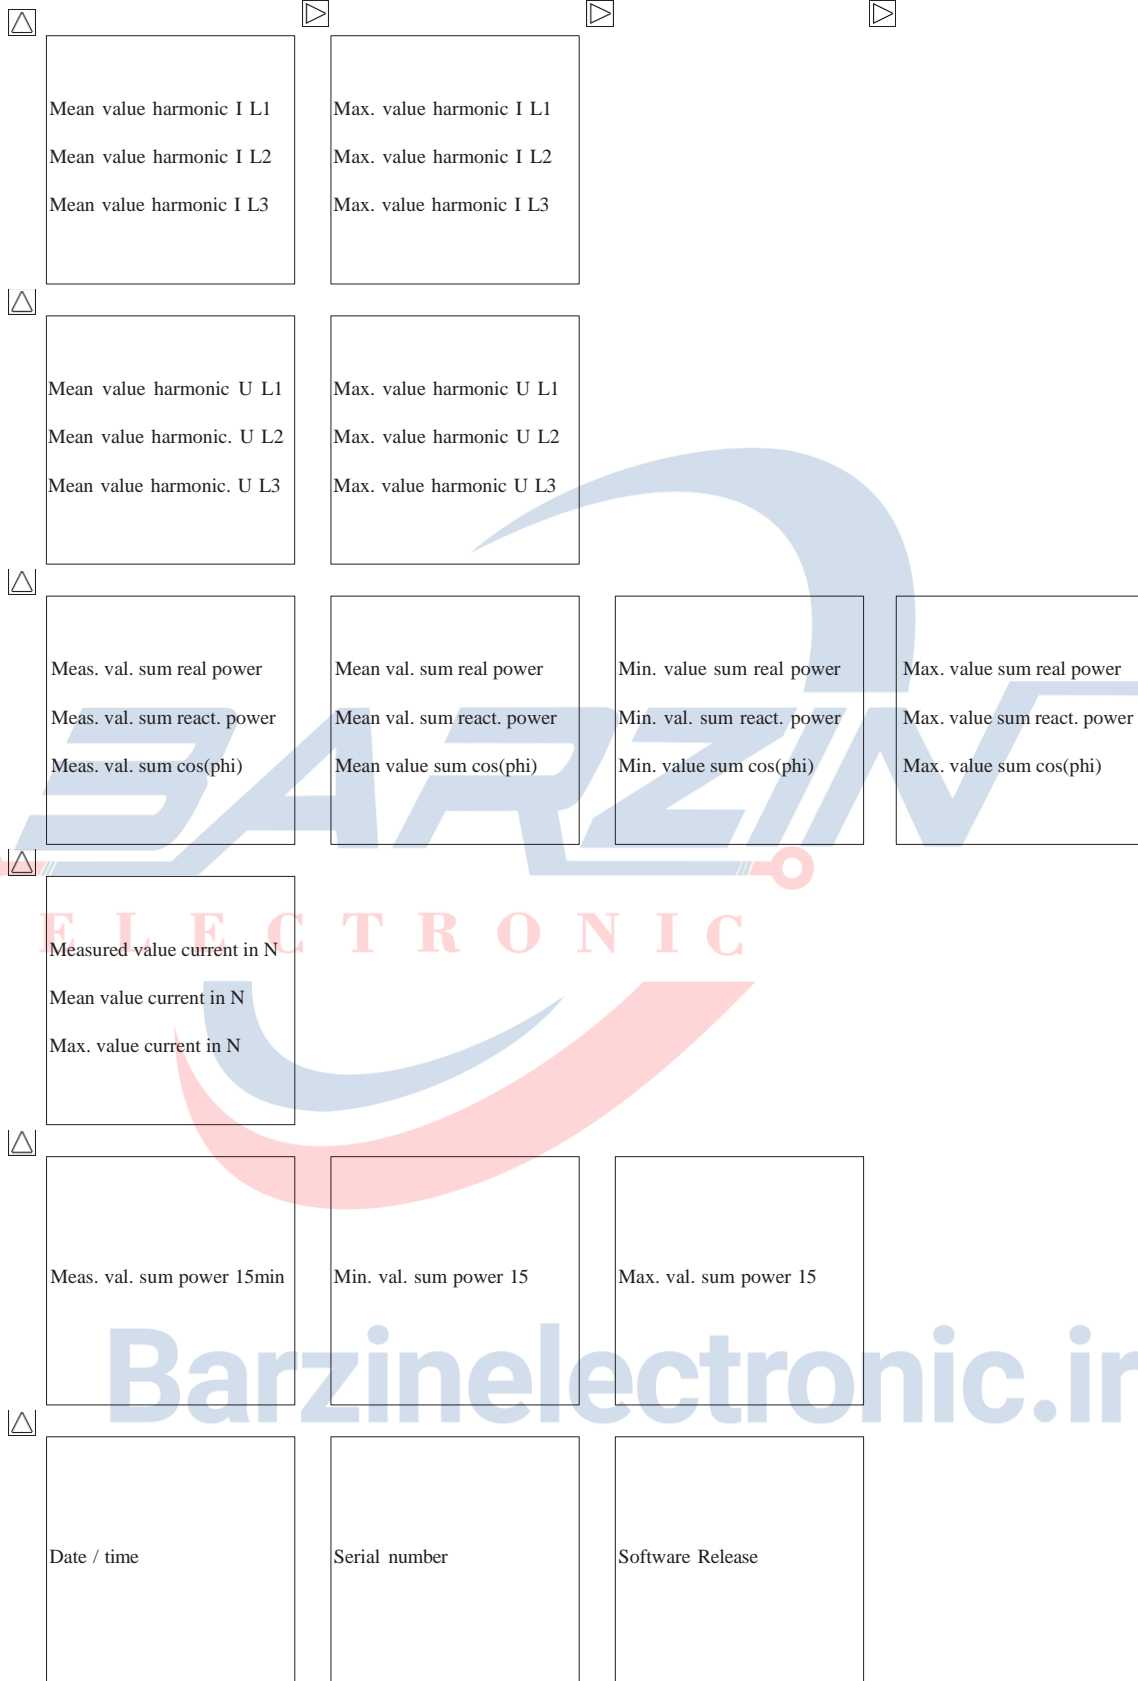 Mean value harmonic I L1
Mean value harmonic I L2
Mean value harmonic I L3
Max. value harmonic I L1
Max. value harmonic I L2
Max. value harmonic I L3
Mean value harmonic U L1
Mean value harmonic. U L2
Mean value harmonic. U L3
Max. value harmonic U L1
Max. value harmonic U L2
Max. value harmonic U L3
Meas. val. sum real power
Meas. val. sum react. power
Meas. val. sum cos(phi)
Mean val. sum real power
Mean val. sum react. power
Mean value sum cos(phi)
Min. value sum real power
Min. val. sum react. power
Min. value sum cos(phi)
Max. value sum real power
Max. value sum react. power
Max. value sum cos(phi)
BARZIN
ELECTRONIC
Measured value current in N
Mean value current in N
Max. value current in N
Meas. val. sum power 15min
Min. val. sum power 15
Max. val. sum power 15
Barzinelectronic.ir
Date / time
Serial number
Software Release